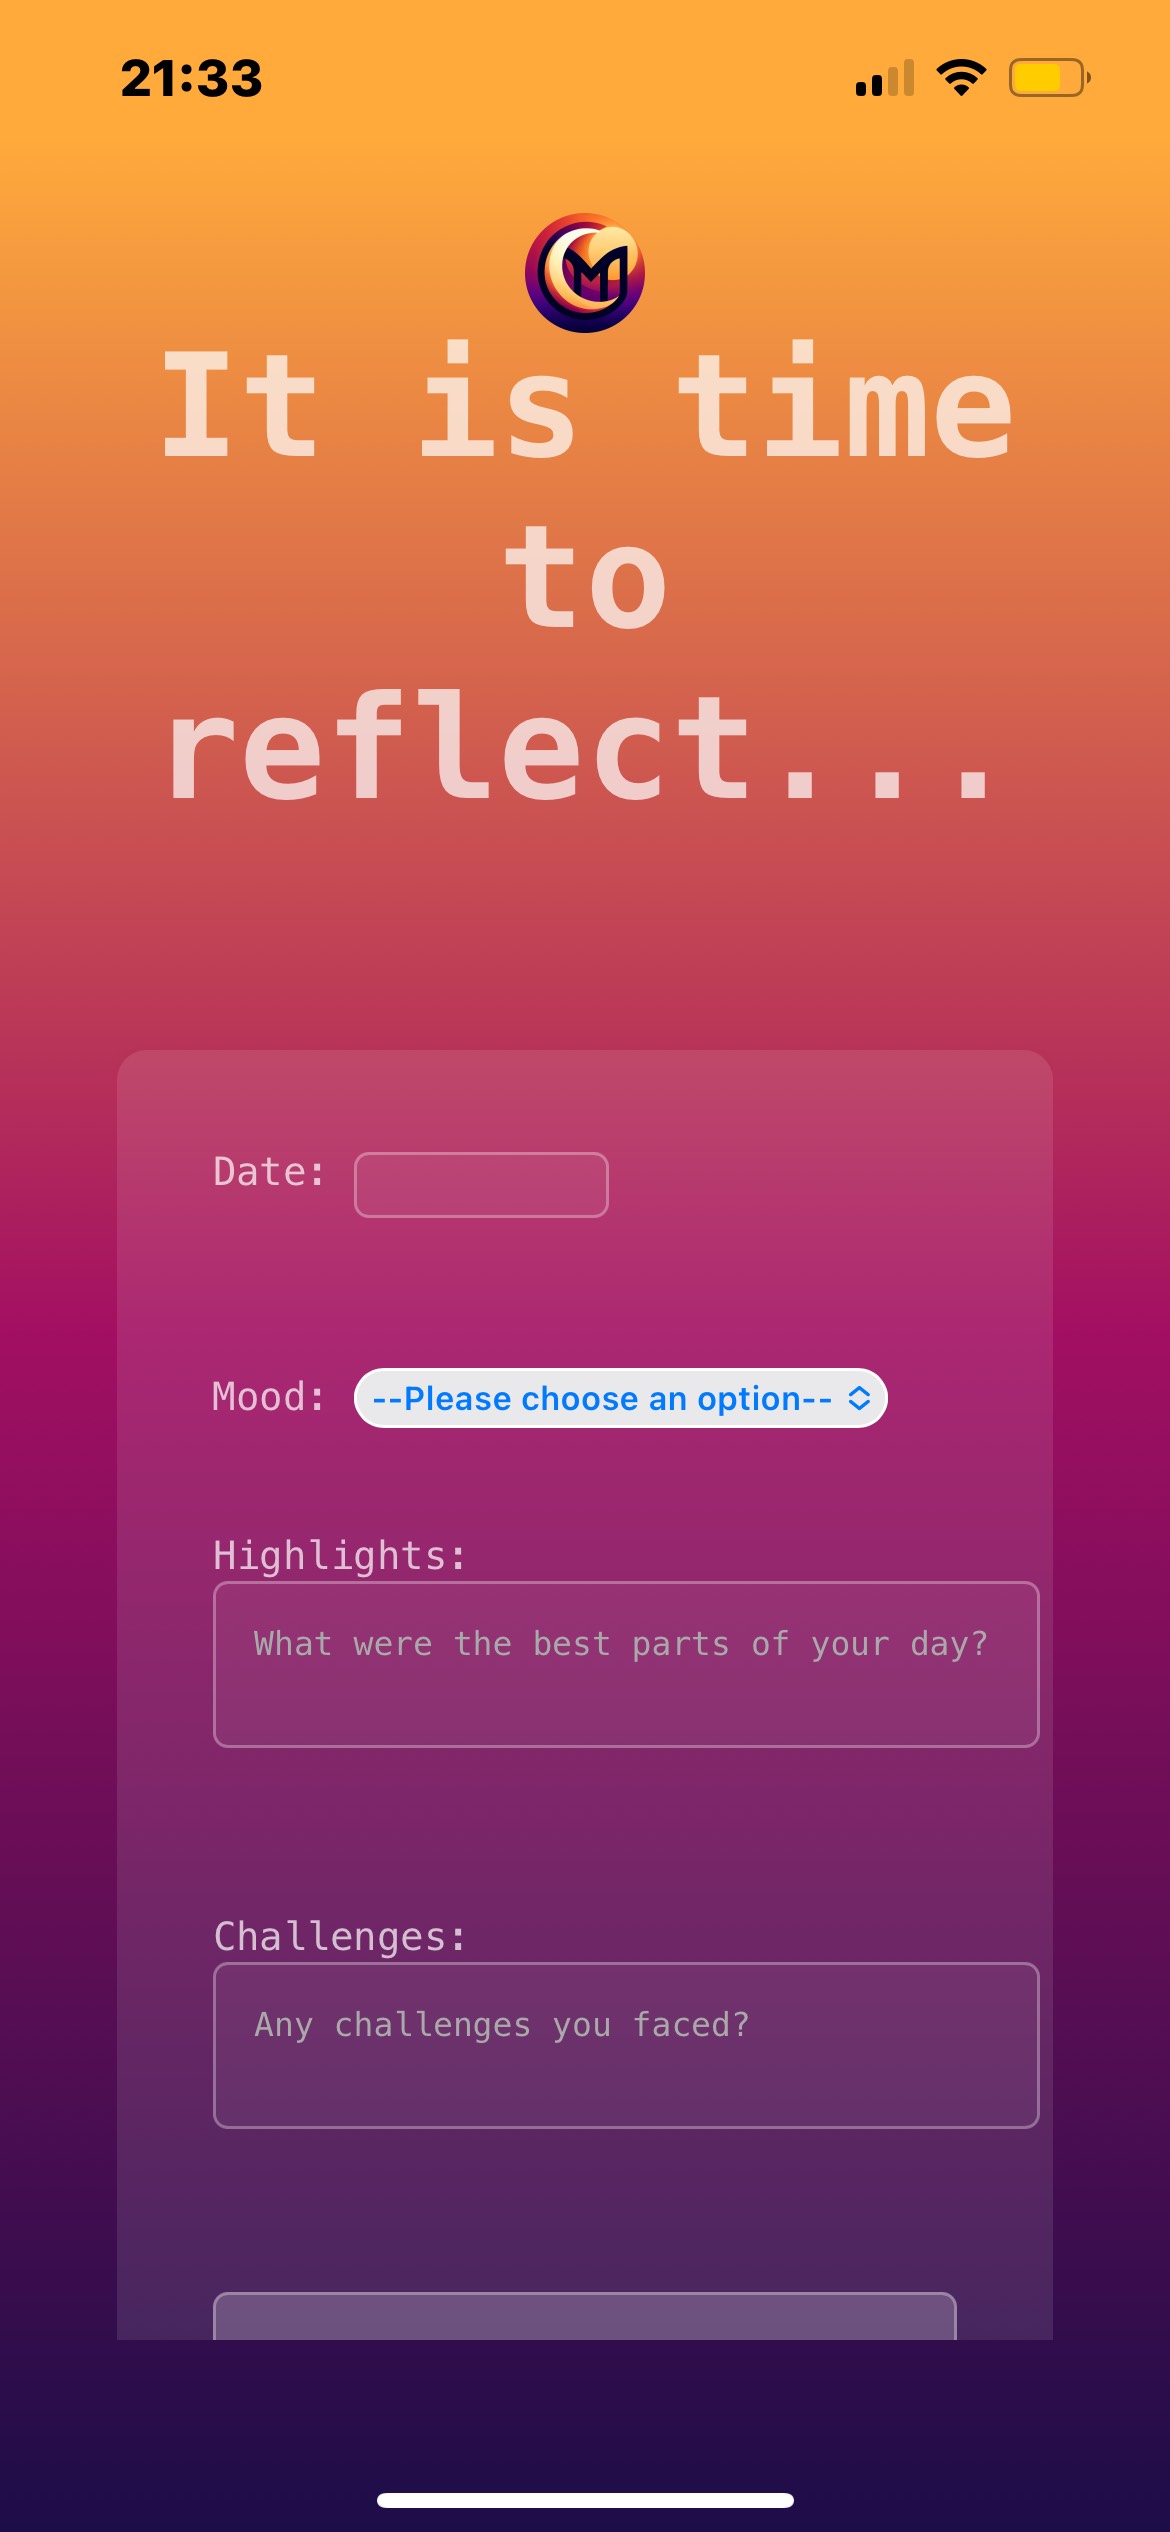 21:33
It is time
to
reflect...
Date:
Mood: --Please choose an option--
Highlights:
What were the best parts of your day?
Challenges:
Any challenges you faced?